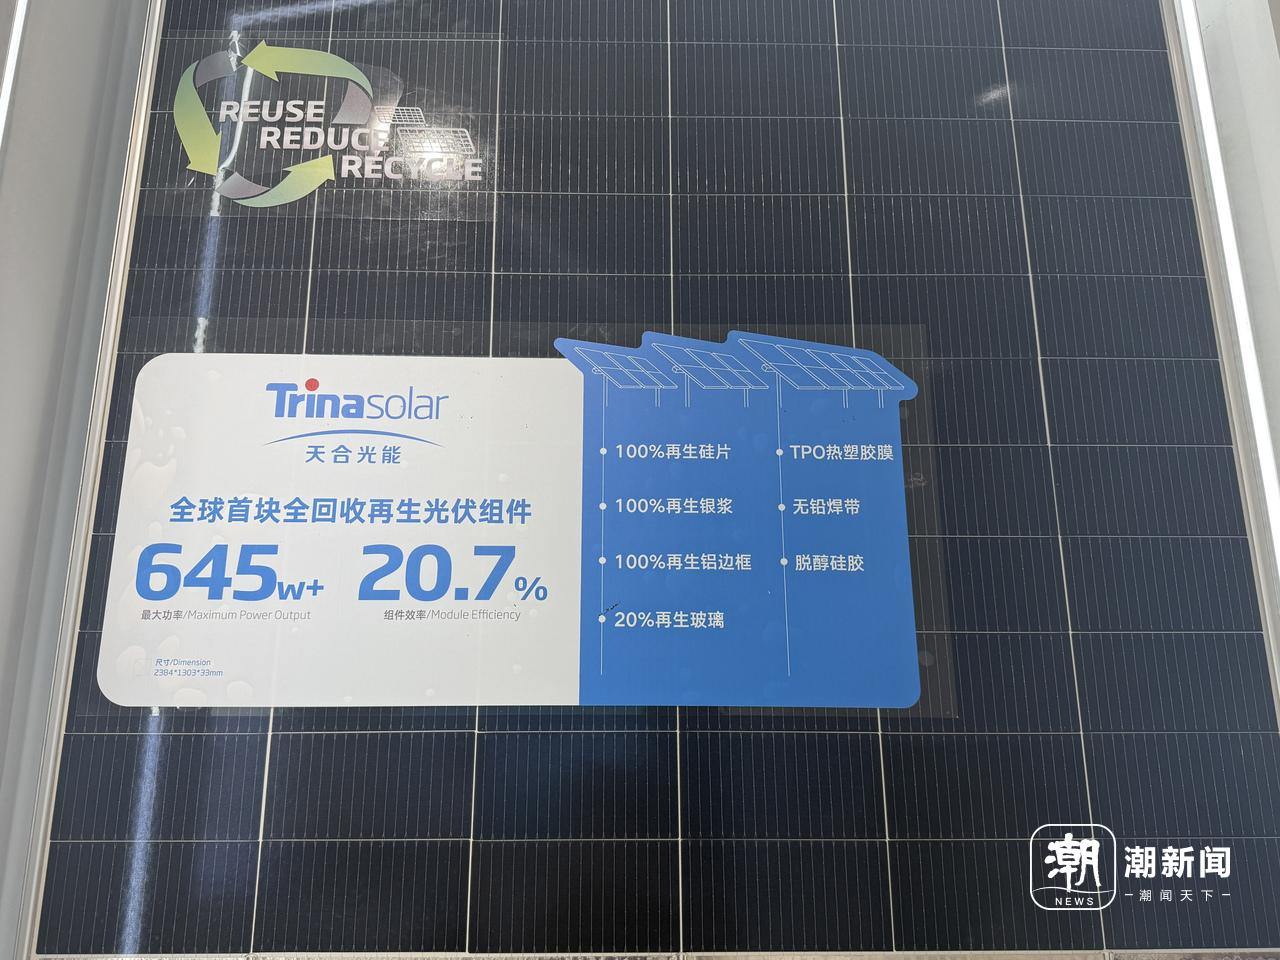 REUSE
REDUCE
RECYCLE
Trinasolar
天合光能
全球首块全回收再生光伏组件
645W+
最大功率/Maximum Power Output
20.7%
组件效率/Module Efficiency
尺寸/Dimension
2384*1303*33mm
100%再生硅片
100%再生银浆
100%再生铝边框
20%再生玻璃
TPO热塑胶膜
无铅焊带
脱醇硅胶
潮
NEWS
潮新闻
潮闻天下